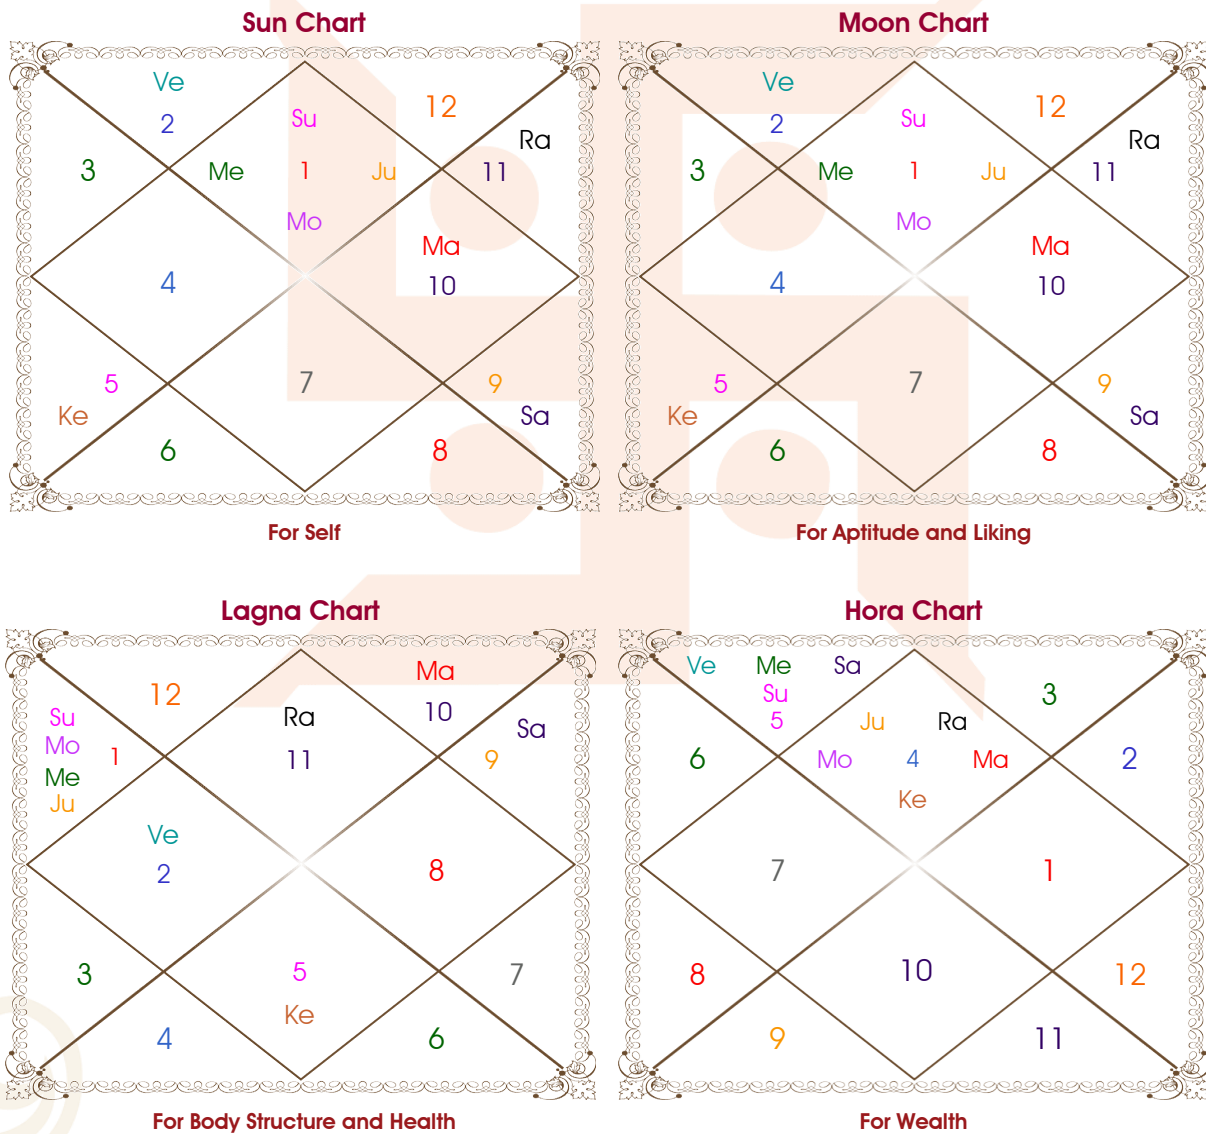 Sun Chart
Ve
2
3
Me
Su
1
Ju
Mo
12
Ra
11
4
Ma
10
5
Ke
6
7
9
Sa
8
For Self
Moon Chart
Ve
2
3
Me
Su
1
Ju
Mo
12
Ra
11
4
Ma
10
5
Ke
6
7
9
Sa
8
For Aptitude and Liking
Lagna Chart
12
Su
Mo
1
Me
Ju
Ra
11
Ma
10
Sa
9
Ve
2
8
3
4
5
Ke
7
6
For Body Structure and Health
Hora Chart
Ve Me Sa
Su
5
6
Ju Ra
Mo 4 Ma
Ke
3
2
7
1
8
9
10
12
11
For Wealth